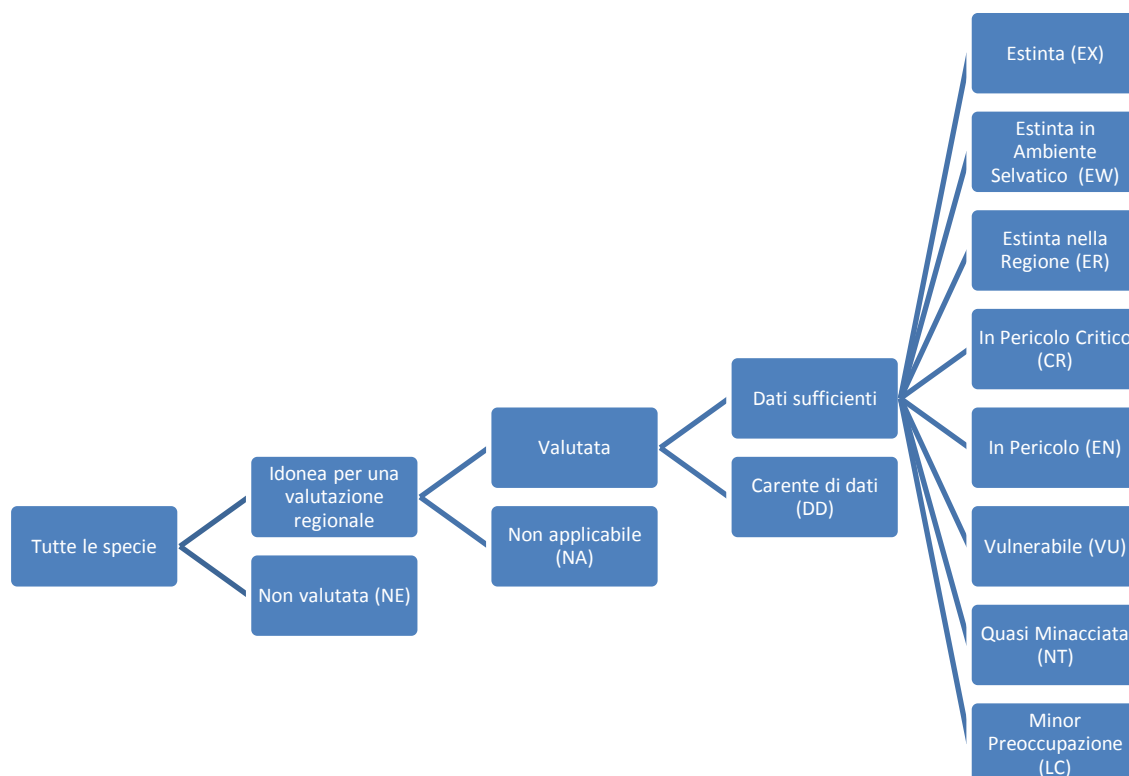 Tutte le specie
Idonea per una
valutazione
regionale
Non valutata (NE)
Valutata
Non applicabile
(NA)
Dati sufficienti
Carente di dati
(DD)
Estinta (EX)
Estinta in
Ambiente
Selvatico (EW)
Estinta nella
Regione (ER)
In Pericolo Critico
(CR)
In Pericolo (EN)
Vulnerabile (VU)
Quasi Minacciata
(NT)
Minor
Preoccupazione
(LC)